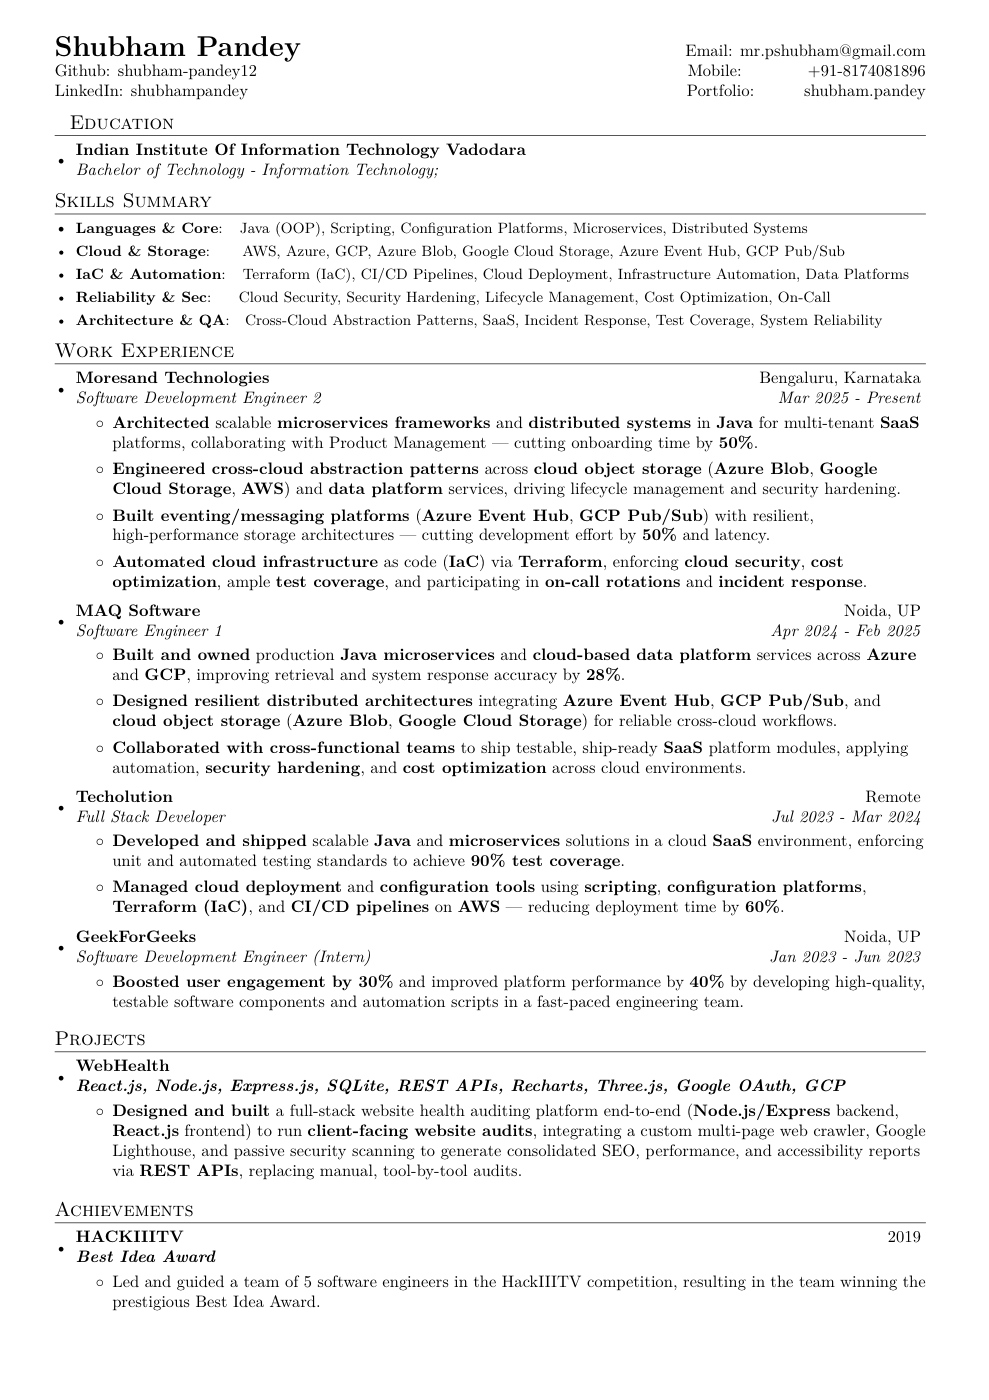 Shubham Pandey
Github: shubham-pandey12
LinkedIn: shubhampandey
Email: mr.pshubham@gmail.com
Mobile: +91-8174081896
Portfolio: shubham.pandey
Education
• Indian Institute Of Information Technology Vadodara
Bachelor of Technology - Information Technology;
Skills Summary
• Languages & Core: Java (OOP), Scripting, Configuration Platforms, Microservices, Distributed Systems
• Cloud & Storage: AWS, Azure, GCP, Azure Blob, Google Cloud Storage, Azure Event Hub, GCP Pub/Sub
• IaC & Automation: Terraform (IaC), CI/CD Pipelines, Cloud Deployment, Infrastructure Automation, Data Platforms
• Reliability & Sec: Cloud Security, Security Hardening, Lifecycle Management, Cost Optimization, On-Call
• Architecture & QA: Cross-Cloud Abstraction Patterns, SaaS, Incident Response, Test Coverage, System Reliability
Work Experience
• Moresand Technologies Bengaluru, Karnataka
Software Development Engineer 2 Mar 2025 - Present
○ Architected scalable microservices frameworks and distributed systems in Java for multi-tenant SaaS
platforms, collaborating with Product Management — cutting onboarding time by 50%.
○ Engineered cross-cloud abstraction patterns across cloud object storage (Azure Blob, Google
Cloud Storage, AWS) and data platform services, driving lifecycle management and security hardening.
○ Built eventing/messaging platforms (Azure Event Hub, GCP Pub/Sub) with resilient,
high-performance storage architectures — cutting development effort by 50% and latency.
○ Automated cloud infrastructure as code (IaC) via Terraform, enforcing cloud security, cost
optimization, ample test coverage, and participating in on-call rotations and incident response.
• MAQ Software Noida, UP
Software Engineer 1 Apr 2024 - Feb 2025
○ Built and owned production Java microservices and cloud-based data platform services across Azure
and GCP, improving retrieval and system response accuracy by 28%.
○ Designed resilient distributed architectures integrating Azure Event Hub, GCP Pub/Sub, and
cloud object storage (Azure Blob, Google Cloud Storage) for reliable cross-cloud workflows.
○ Collaborated with cross-functional teams to ship testable, ship-ready SaaS platform modules, applying
automation, security hardening, and cost optimization across cloud environments.
• Techolution Remote
Full Stack Developer Jul 2023 - Mar 2024
○ Developed and shipped scalable Java and microservices solutions in a cloud SaaS environment, enforcing
unit and automated testing standards to achieve 90% test coverage.
○ Managed cloud deployment and configuration tools using scripting, configuration platforms,
Terraform (IaC), and CI/CD pipelines on AWS — reducing deployment time by 60%.
• GeekForGeeks Noida, UP
Software Development Engineer (Intern) Jan 2023 - Jun 2023
○ Boosted user engagement by 30% and improved platform performance by 40% by developing high-quality,
testable software components and automation scripts in a fast-paced engineering team.
Projects
• WebHealth
React.js, Node.js, Express.js, SQLite, REST APIs, Recharts, Three.js, Google OAuth, GCP
○ Designed and built a full-stack website health auditing platform end-to-end (Node.js/Express backend,
React.js frontend) to run client-facing website audits, integrating a custom multi-page web crawler, Google
Lighthouse, and passive security scanning to generate consolidated SEO, performance, and accessibility reports
via REST APIs, replacing manual, tool-by-tool audits.
Achievements
• HACKIIITV 2019
Best Idea Award
○ Led and guided a team of 5 software engineers in the HackIIITV competition, resulting in the team winning the
prestigious Best Idea Award.